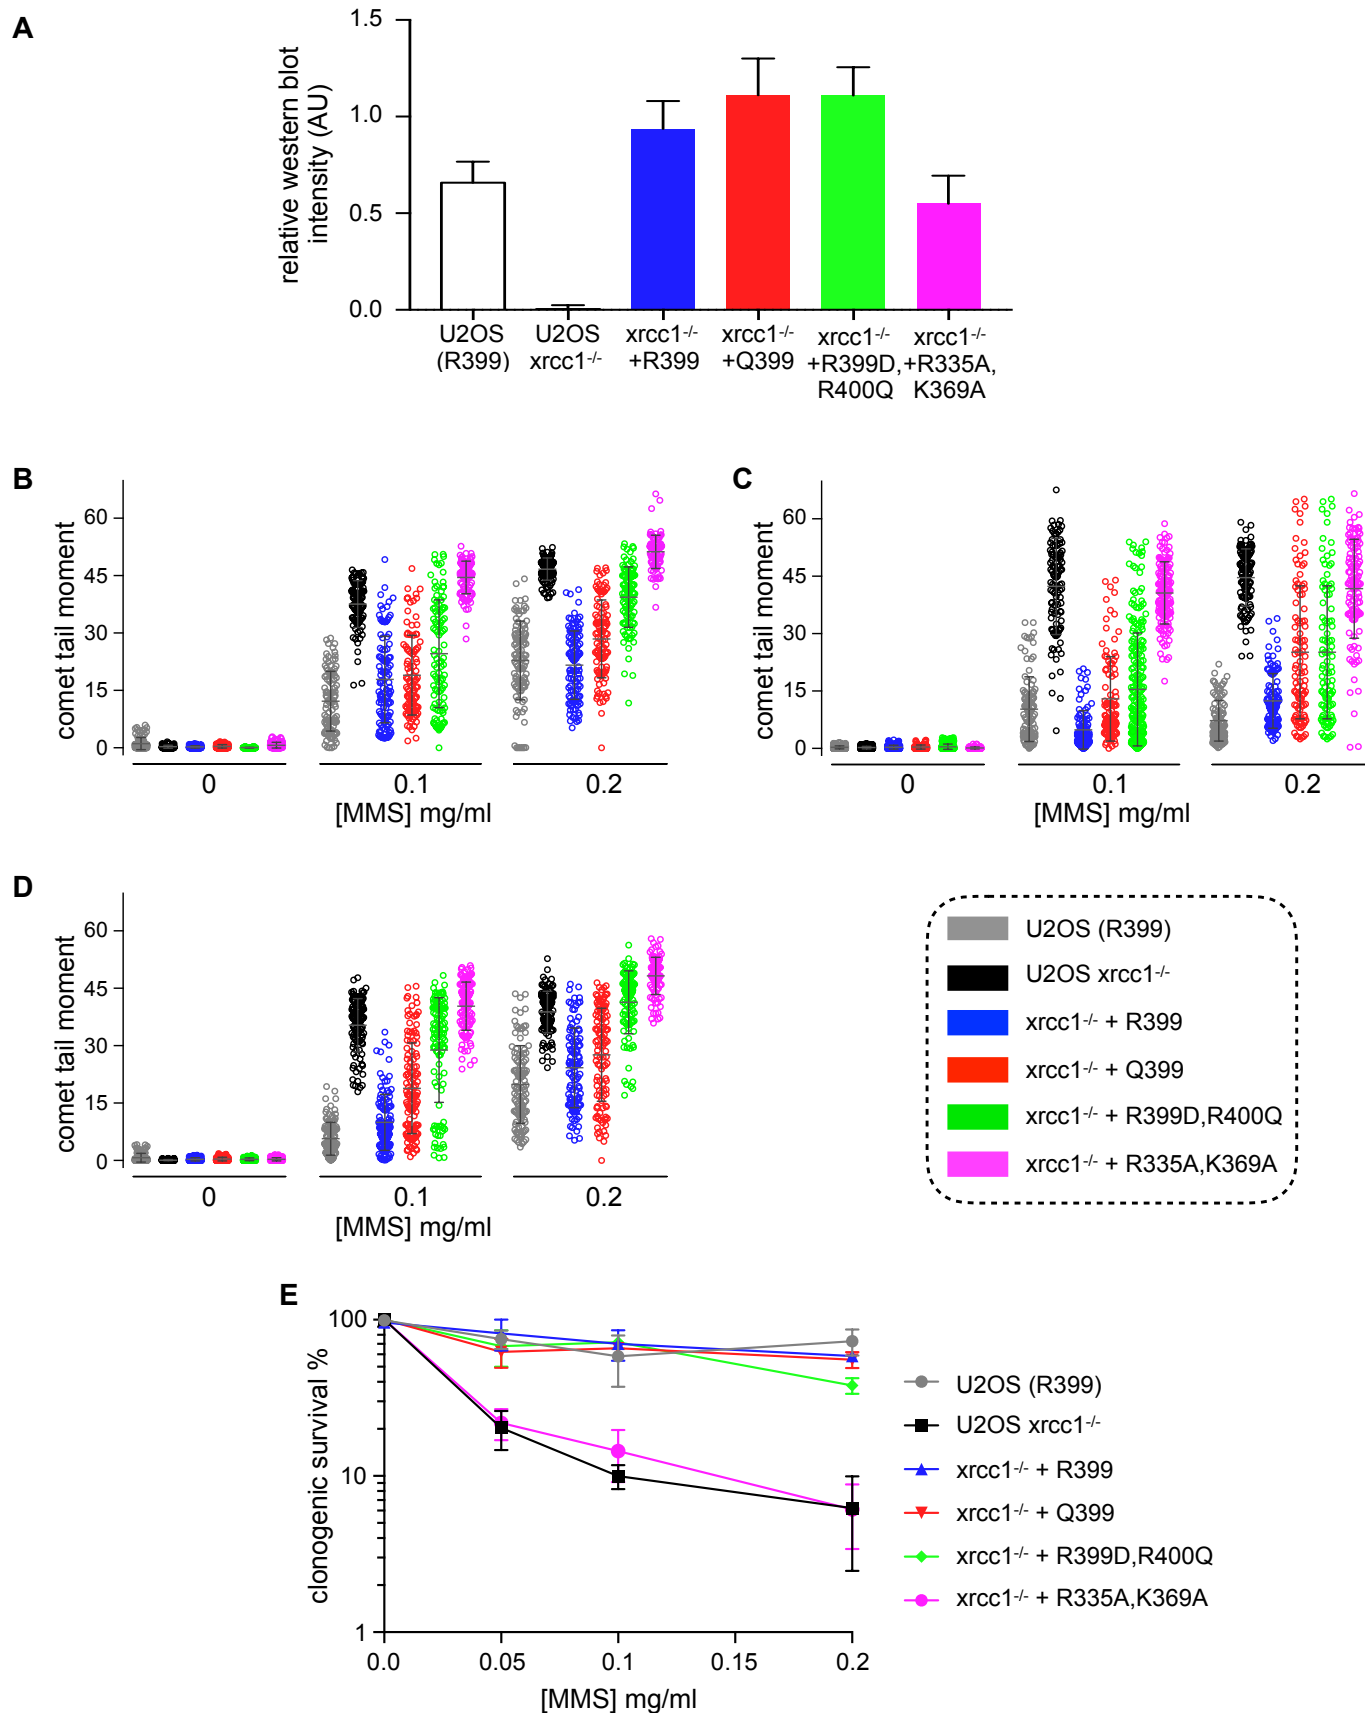 A
relative western blot
intensity (AU)
1.5
1.0
0.5
0.0
U2OS
(R399)
U2OS
xrcc1-/-
xrcc1-/-
+R399
xrcc1-/-
+Q399
xrcc1-/-
+R399D,
R400Q
xrcc1-/-
+R335A,
K369A
B
comet tail moment
60
45
30
15
0
0
0.1
0.2
[MMS] mg/ml
C
comet tail moment
60
45
30
15
0
0
0.1
0.2
[MMS] mg/ml
D
comet tail moment
60
45
30
15
0
0
0.1
0.2
[MMS] mg/ml
U2OS (R399)
U2OS xrcc1-/-
xrcc1-/- + R399
xrcc1-/- + Q399
xrcc1-/- + R399D,R400Q
xrcc1-/- + R335A,K369A
E
clonogenic survival %
100
10
1
0.0
0.05
0.1
0.15
0.2
[MMS] mg/ml
U2OS (R399)
U2OS xrcc1-/-
xrcc1-/- + R399
xrcc1-/- + Q399
xrcc1-/- + R399D,R400Q
xrcc1-/- + R335A,K369A